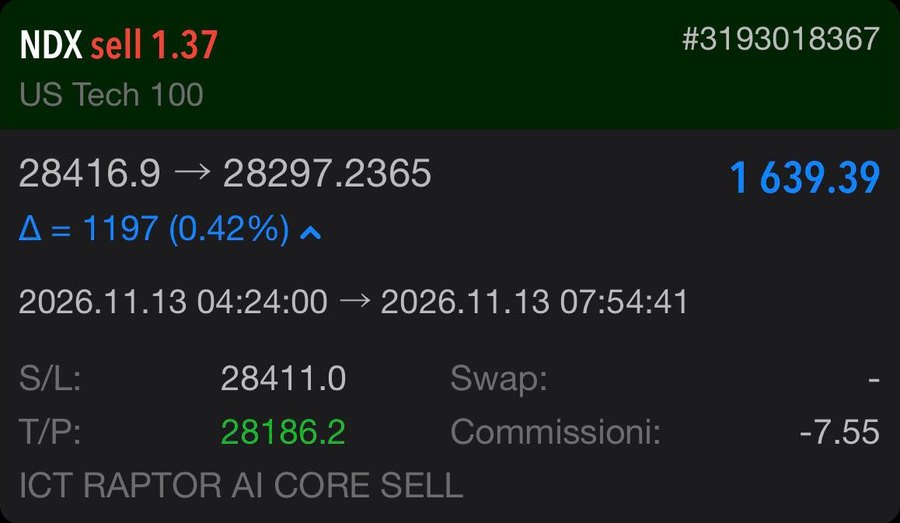 NDX sell 1.37 #3193018367
US Tech 100
28416.9 → 28297.2365 1 639.39
Δ = 1197 (0.42%)
2026.11.13 04:24:00 → 2026.11.13 07:54:41
S/L: 28411.0 Swap: -
T/P: 28186.2 Commissioni: -7.55
ICT RAPTOR AI CORE SELL